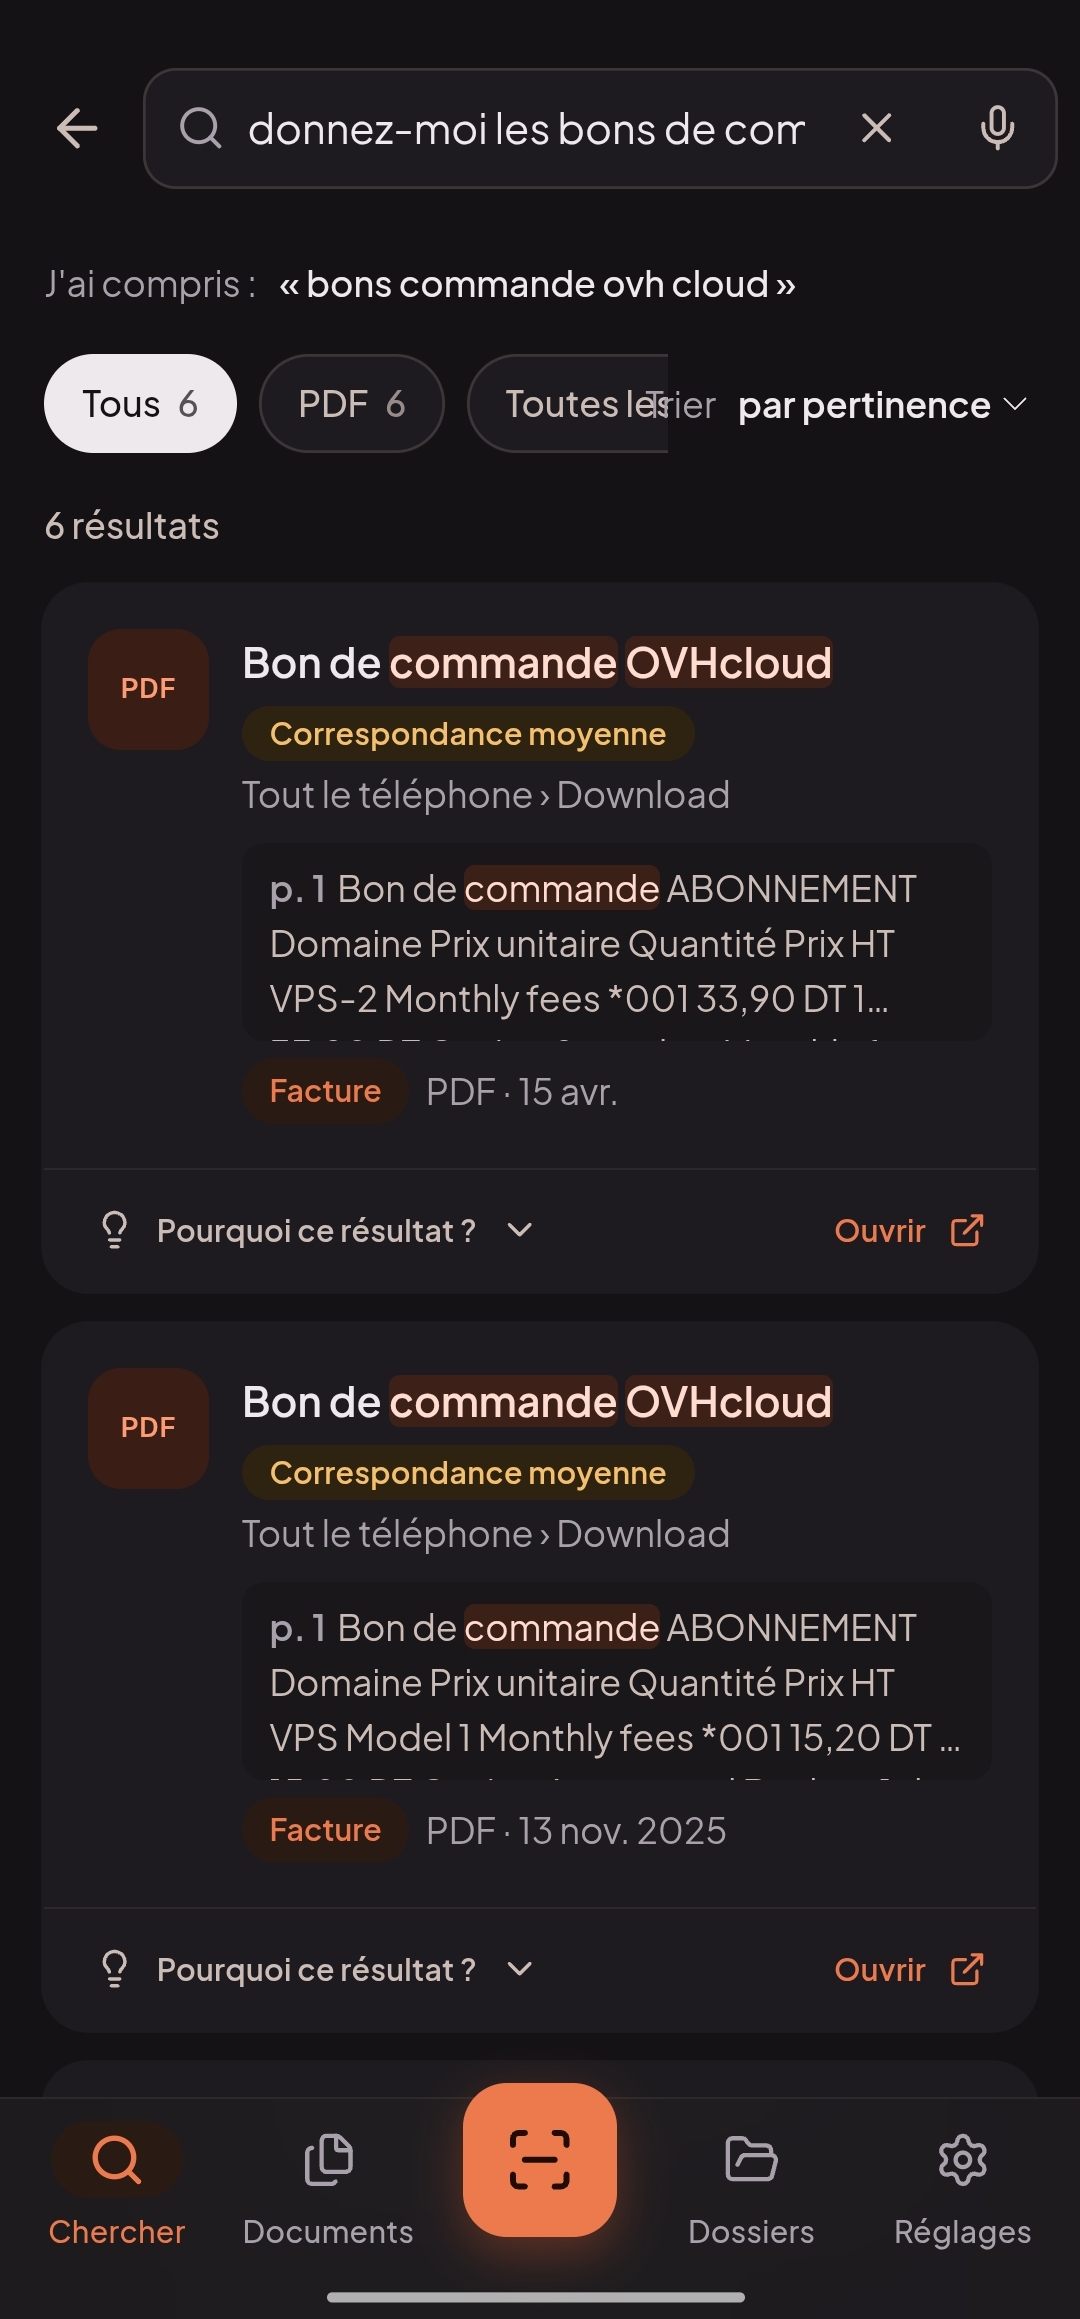 donnez-moi les bons de com
J'ai compris : « bons commande ovh cloud »
Tous 6 PDF 6 Toutes les Trier par pertinence
6 résultats
PDF
Bon de commande OVHcloud
Correspondance moyenne
Tout le téléphone › Download
p. 1 Bon de commande ABONNEMENT
Domaine Prix unitaire Quantité Prix HT
VPS-2 Monthly fees *001 33,90 DT 1...
Facture PDF · 15 avr.
Pourquoi ce résultat ? Ouvrir
PDF
Bon de commande OVHcloud
Correspondance moyenne
Tout le téléphone › Download
p. 1 Bon de commande ABONNEMENT
Domaine Prix unitaire Quantité Prix HT
VPS Model 1 Monthly fees *001 15,20 DT ...
Facture PDF · 13 nov. 2025
Pourquoi ce résultat ? Ouvrir
Chercher Documents Dossiers Réglages